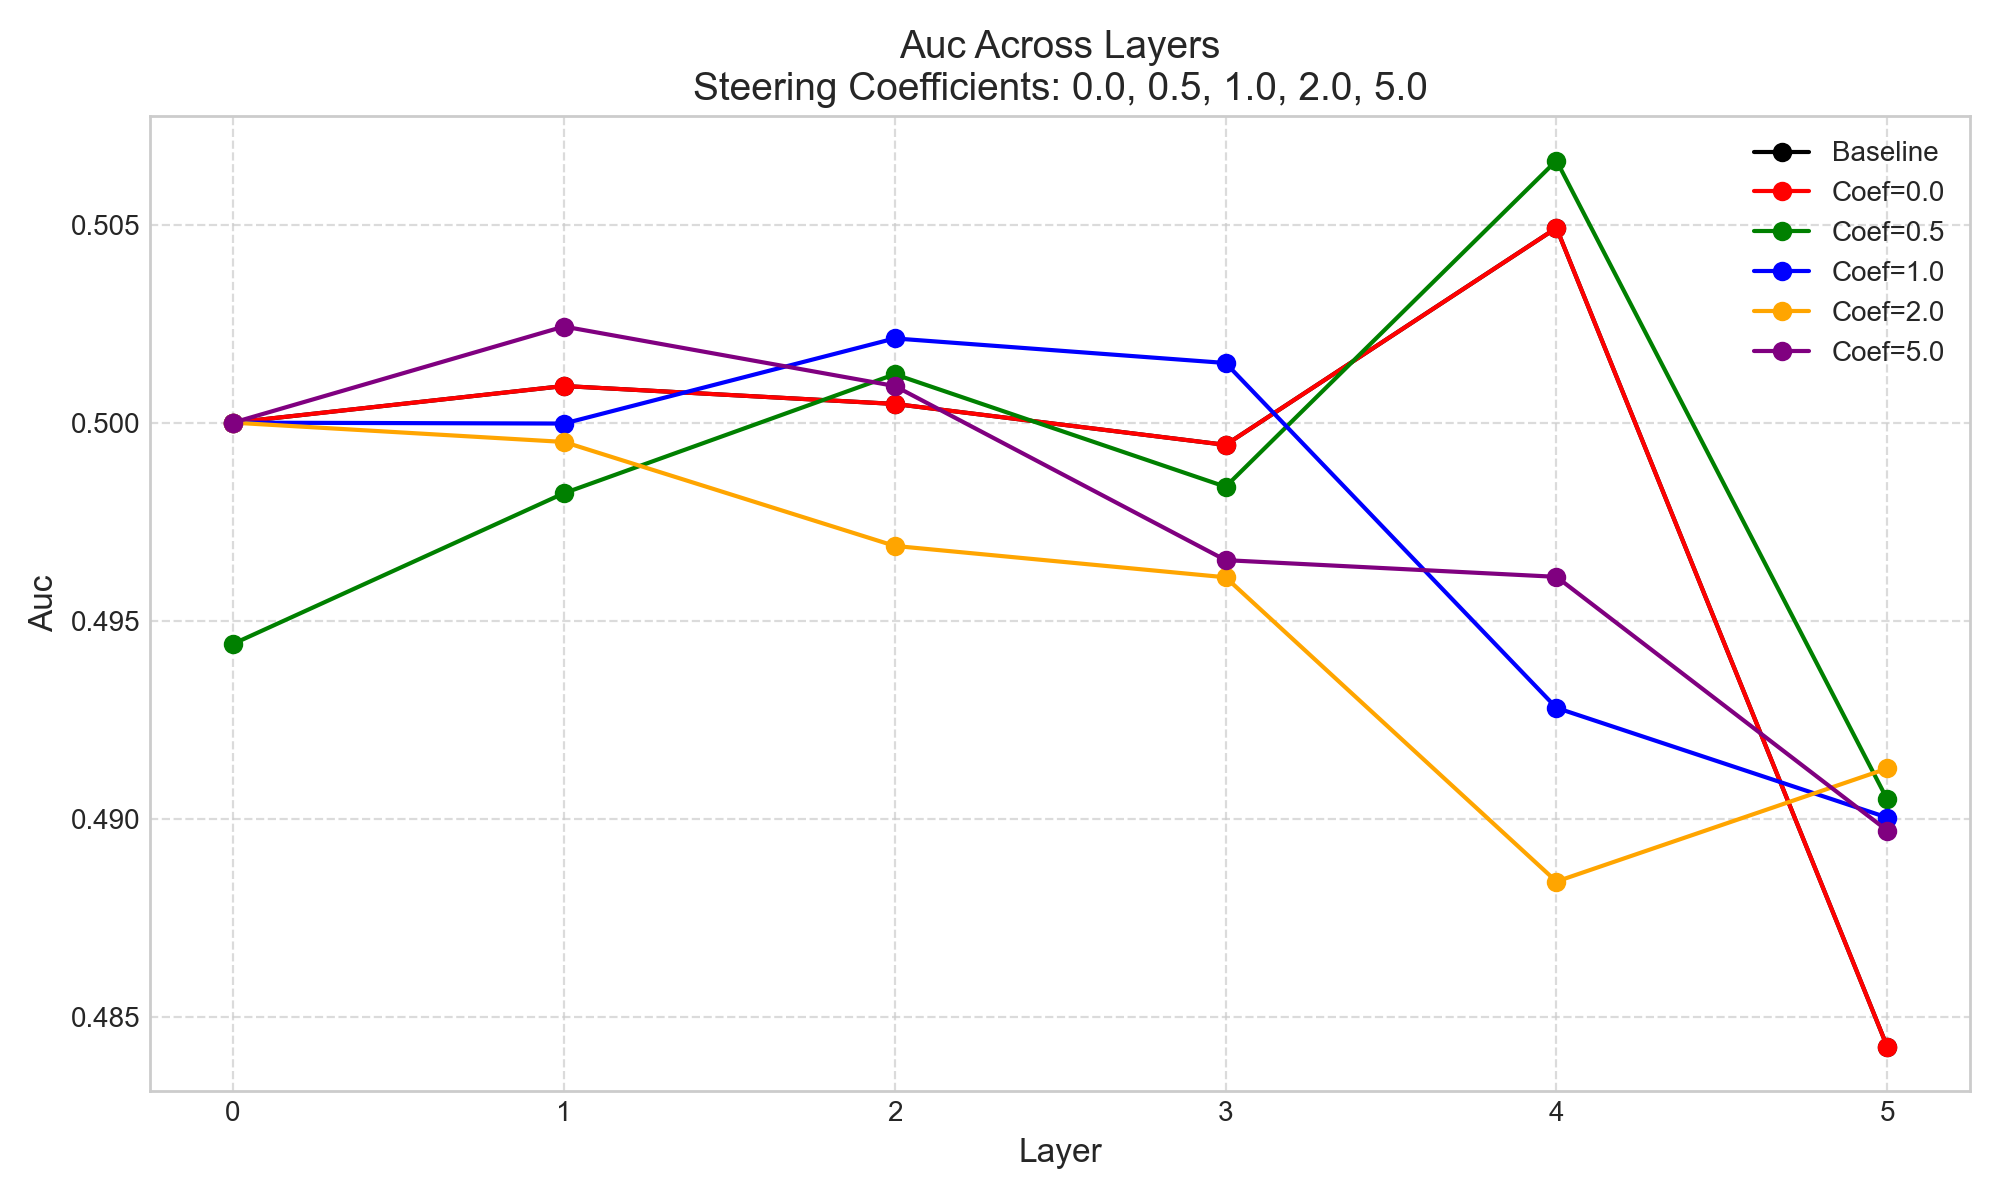 Auc Across Layers
Steering Coefficients: 0.0, 0.5, 1.0, 2.0, 5.0
Baseline
Coef=0.0
Coef=0.5
Coef=1.0
Coef=2.0
Coef=5.0
0.505
0.500
0.495
0.490
0.485
Auc
0 1 2 3 4 5
Layer